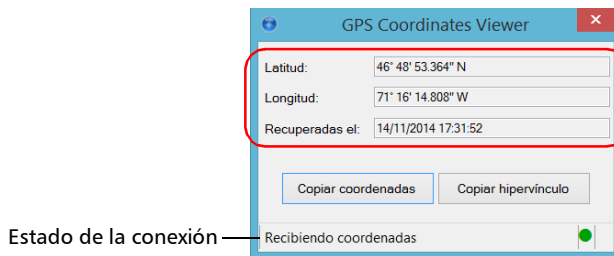 GPS Coordinates Viewer
Latitud: 46° 48' 53.364" N
Longitud: 71° 16' 14.808" W
Recuperadas el: 14/11/2014 17:31:52
Copiar coordenadas Copiar hipervínculo
Estado de la conexión Recibiendo coordenadas